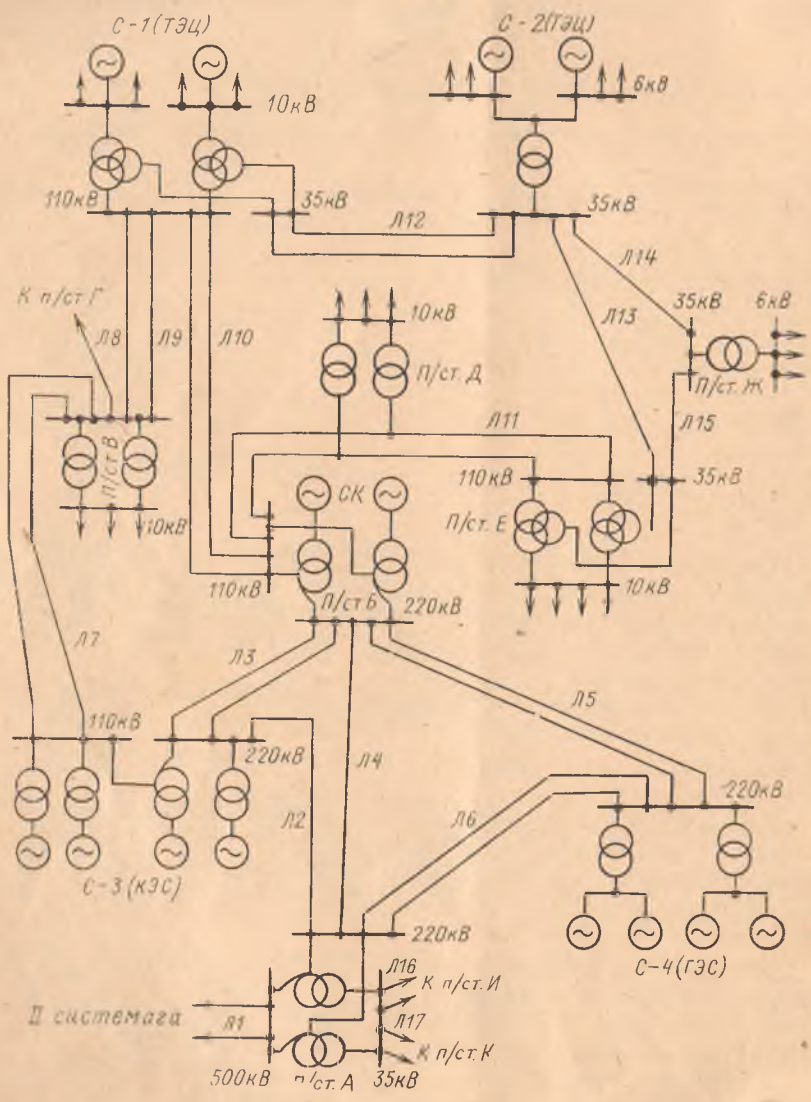 С-1(ТЭЦ)
С-2(ТЭЦ)
10кВ
6кВ
110кВ
35кВ
Л12
35кВ
Л14
К п/ст Г
Л8
Л9
Л10
10кВ
Л13
35кВ
6кВ
П/ст. Д
П/ст. Ж
П/ст В
Л11
Л15
110кВ
35кВ
СК
10кВ
П/ст. Е
110кВ
П/ст Б
220кВ
10кВ
Л7
Л3
Л5
110кВ
220кВ
Л4
220кВ
Л2
Л6
С-3(КЭС)
220кВ
С-4(ГЭС)
Л16
К п/ст. И
II системага
Л1
Л17
К п/ст. К
500кВ
п/ст. А
35кВ